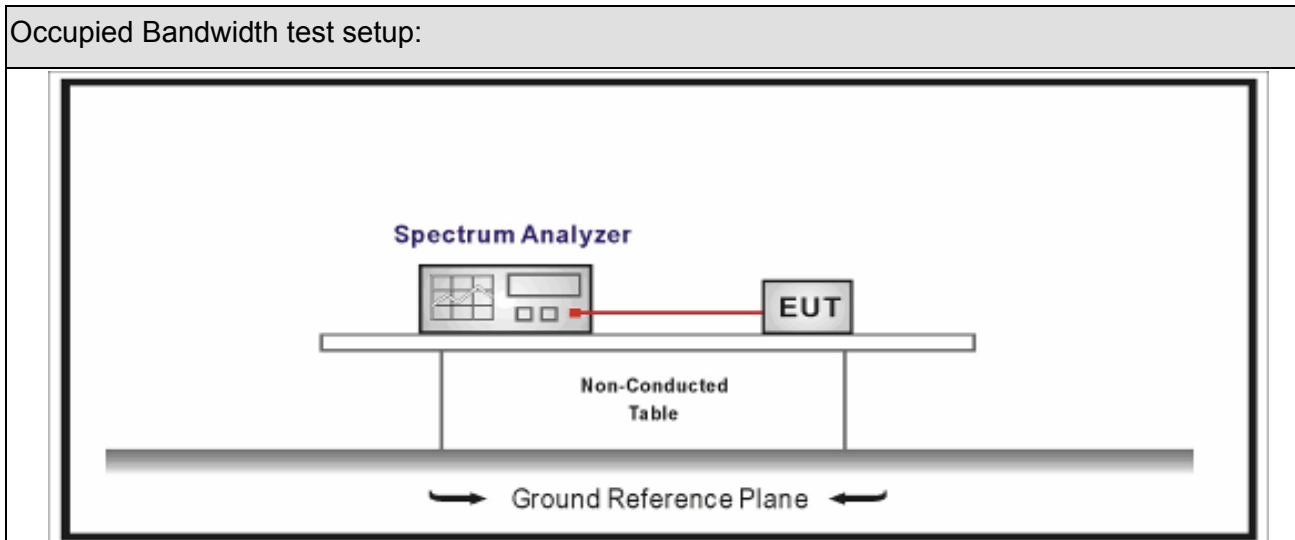 Occupied Bandwidth test setup:
Spectrum Analyzer
EUT
Non-Conducted
Table
Ground Reference Plane